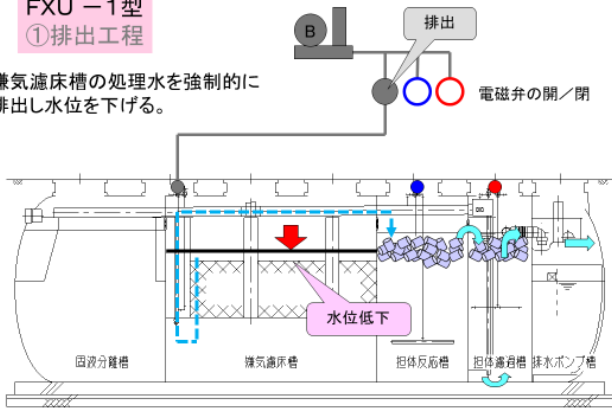 FXU －1型
①排出工程
嫌気濾床槽の処理水を強制的に
排出し水位を下げる。
B
排出
電磁弁の開／閉
水位低下
固液分離槽
嫌気濾床槽
担体反応槽
担体濾過槽
排水ポンプ槽